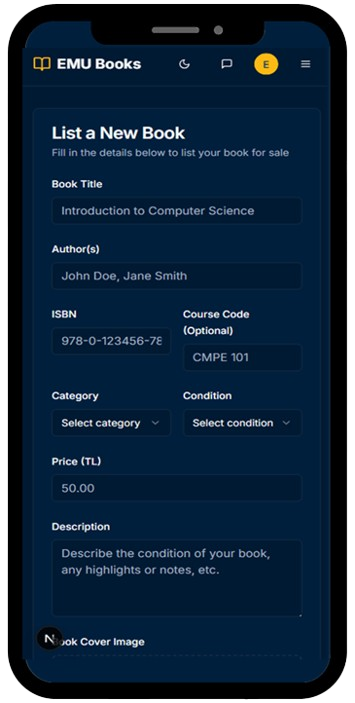 EMU Books
E
List a New Book
Fill in the details below to list your book for sale
Book Title
Introduction to Computer Science
Author(s)
John Doe, Jane Smith
ISBN
978-0-123456-78
Course Code
(Optional)
CMPE 101
Category
Select category
Condition
Select condition
Price (TL)
50.00
Description
Describe the condition of your book,
any highlights or notes, etc.
N
Book Cover Image